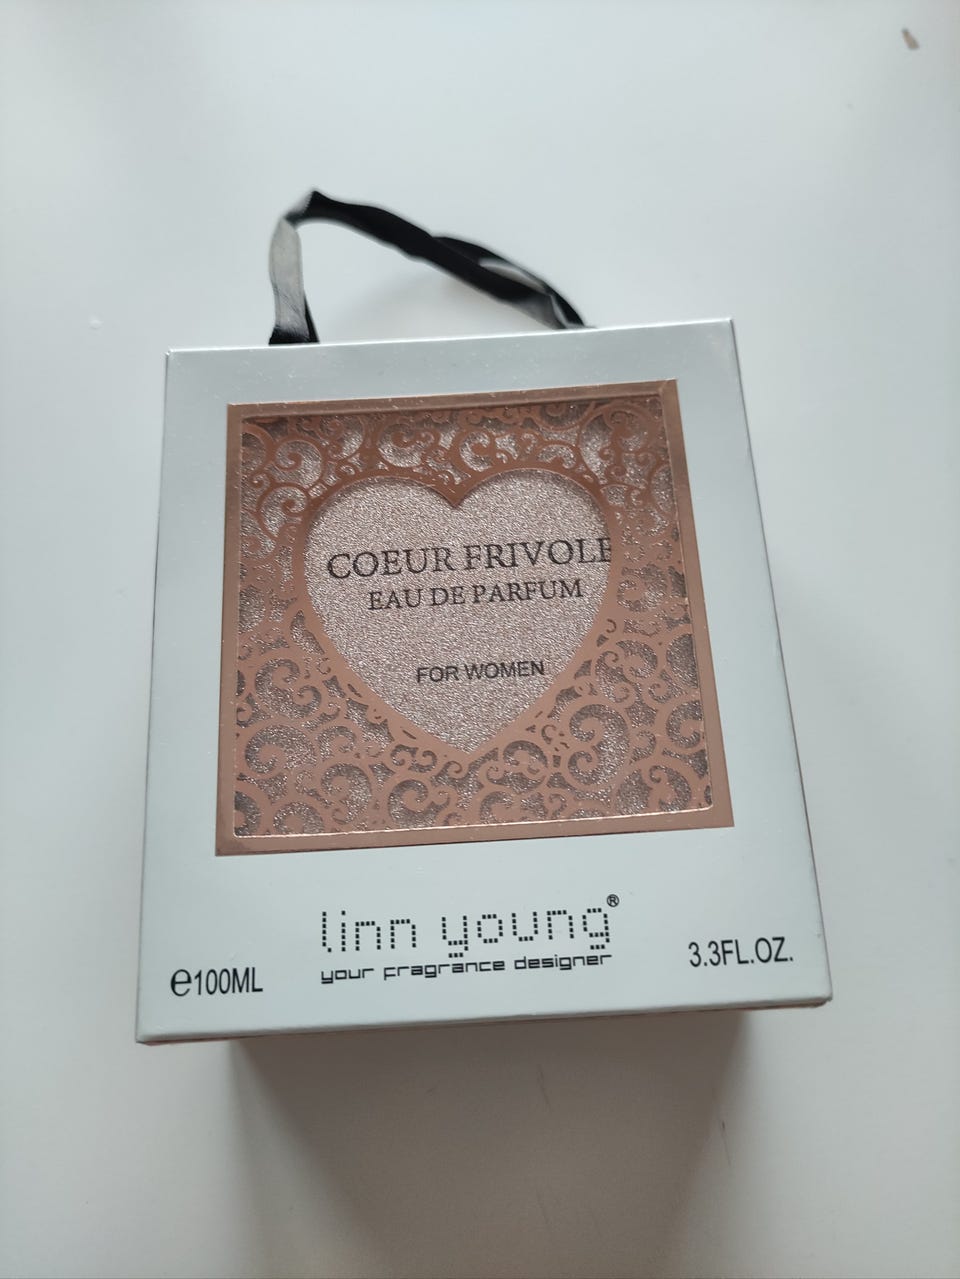 COEUR FRIVOLE
EAU DE PARFUM
FOR WOMEN
linn young®
your fragrance designer
℮100ML
3.3FL.OZ.